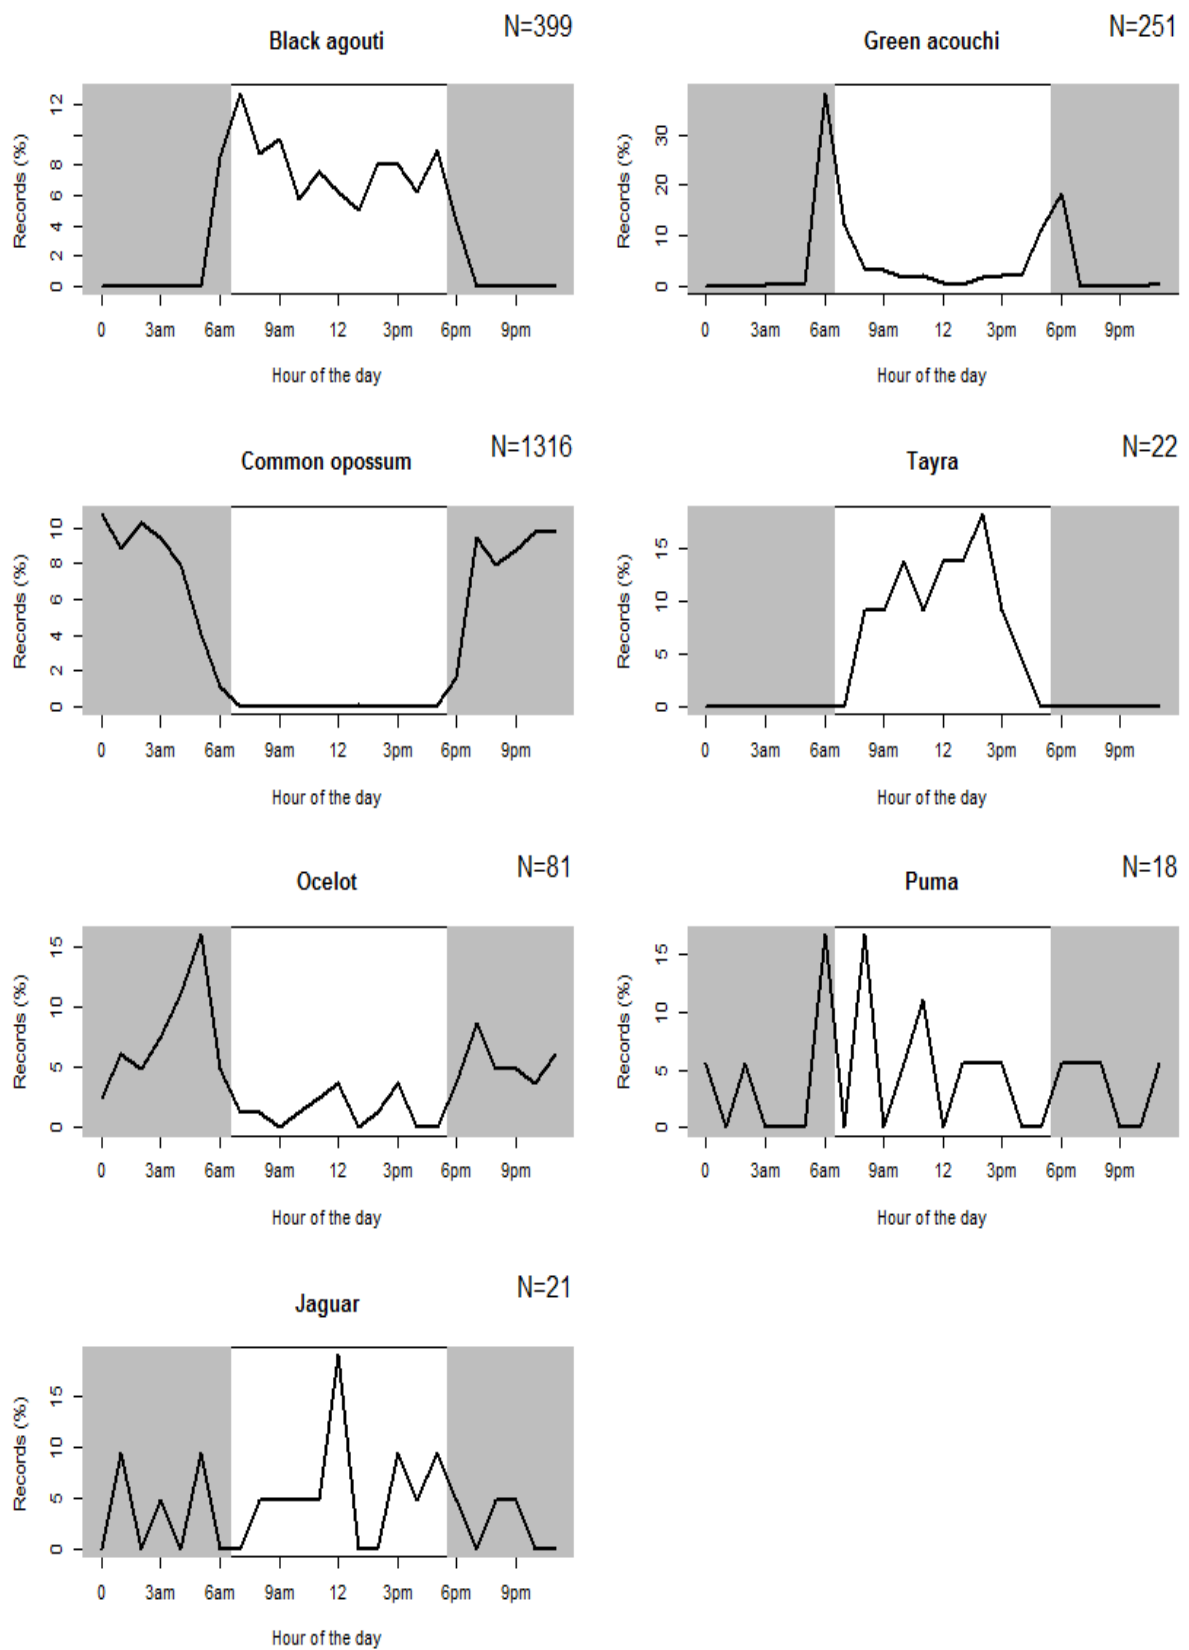 Black agouti
N=399
Records (%)
12
8
6
4
2
0
0 3am 6am 9am 12 3pm 6pm 9pm
Hour of the day
Green acouchi
N=251
Records (%)
30
20
10
0
0 3am 6am 9am 12 3pm 6pm 9pm
Hour of the day
Common opossum
N=1316
Records (%)
10
8
6
4
2
0
0 3am 6am 9am 12 3pm 6pm 9pm
Hour of the day
Tayra
N=22
Records (%)
15
10
5
0
0 3am 6am 9am 12 3pm 6pm 9pm
Hour of the day
Ocelot
N=81
Records (%)
15
10
5
0
0 3am 6am 9am 12 3pm 6pm 9pm
Hour of the day
Puma
N=18
Records (%)
15
10
5
0
0 3am 6am 9am 12 3pm 6pm 9pm
Hour of the day
Jaguar
N=21
Records (%)
15
10
5
0
0 3am 6am 9am 12 3pm 6pm 9pm
Hour of the day